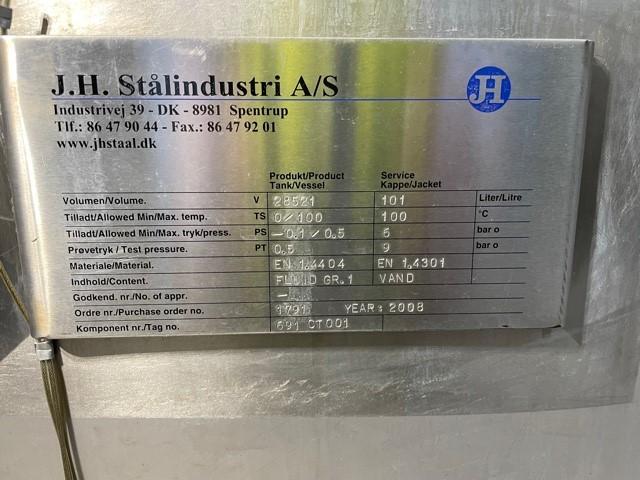 J.H. Stålindustri A/S
JH
Industrivej 39 - DK - 8981 Spentrup
Tlf.: 86 47 90 44 - Fax.: 86 47 92 01
www.jhstaal.dk
Produkt/Product Service
Tank/Vessel Kappe/Jacket
Volumen/Volume. V 28521 101 Liter/Litre
Tilladt/Allowed Min/Max. temp. TS 0/100 100 °C
Tilladt/Allowed Min/Max. tryk/press. PS -0.1 / 0.5 6 bar o
Prøvetryk / Test pressure. PT 0.5 9 bar o
Materiale/Material. EN 1.4404 EN 1.4301
Indhold/Content. FLUID GR.1 VAND
Godkend. nr./No. of appr. -
Ordre nr./Purchase order no. 1791 YEAR: 2008
Komponent nr./Tag no. 691 CT001